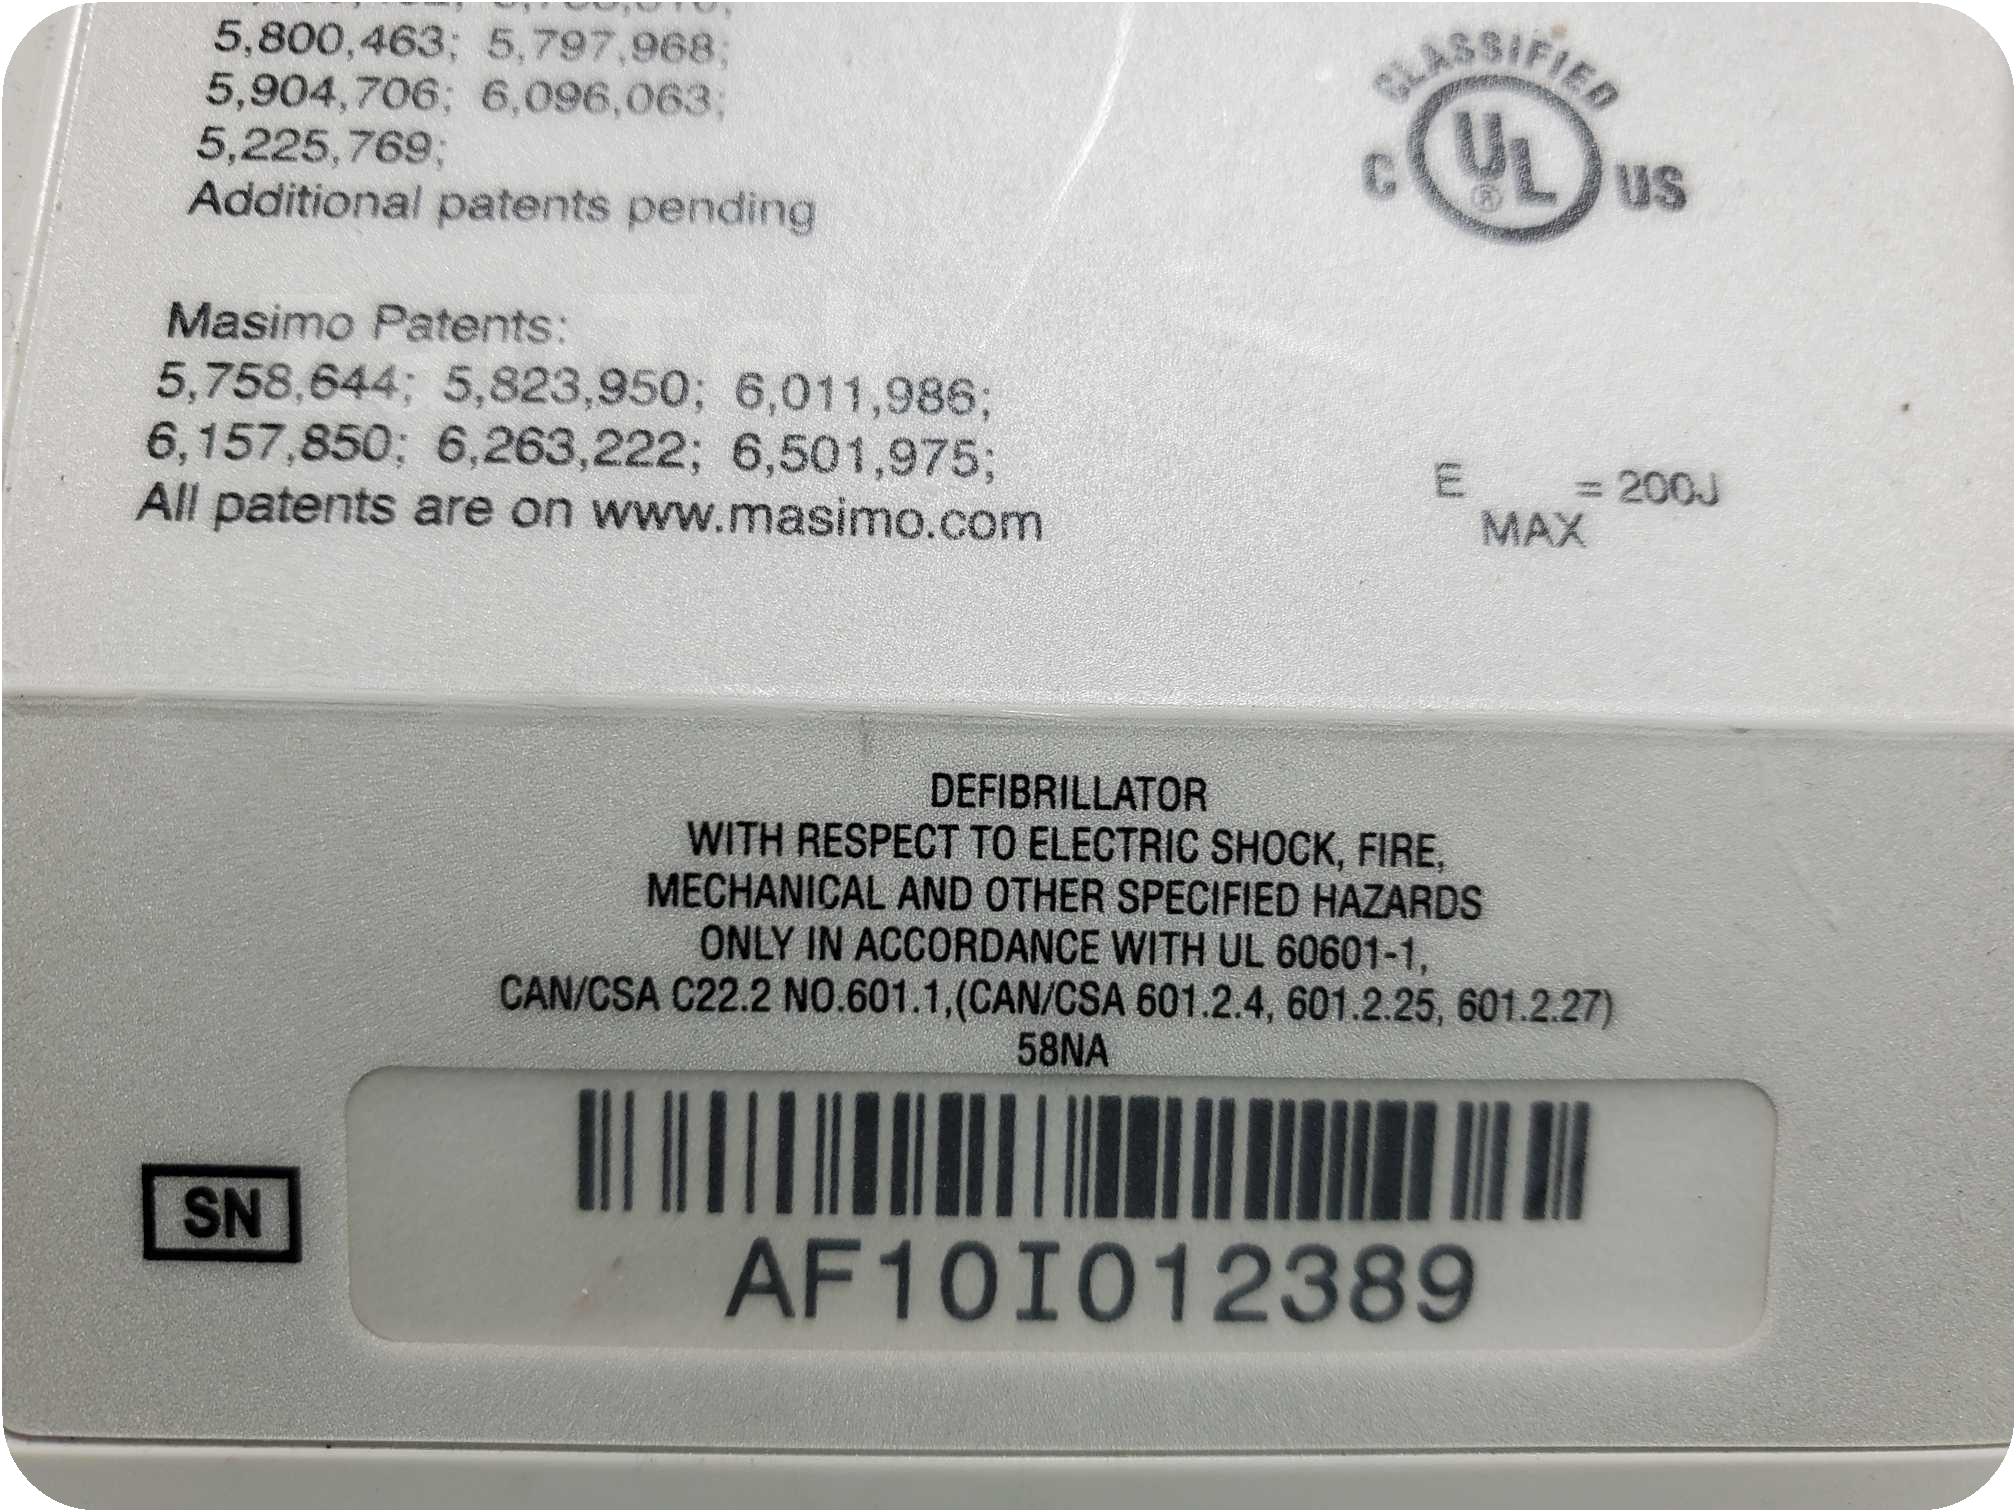 5,800,463; 5,797,968;
5,904,706; 6,096,063;
5,225,769;
Additional patents pending
CLASSIFIED
C UL® US
Masimo Patents:
5,758,644; 5,823,950; 6,011,986;
6,157,850; 6,263,222; 6,501,975;
All patents are on www.masimo.com
E MAX = 200J
DEFIBRILLATOR
WITH RESPECT TO ELECTRIC SHOCK, FIRE,
MECHANICAL AND OTHER SPECIFIED HAZARDS
ONLY IN ACCORDANCE WITH UL 60601-1,
CAN/CSA C22.2 NO.601.1,(CAN/CSA 601.2.4, 601.2.25, 601.2.27)
58NA
SN
AF10I012389